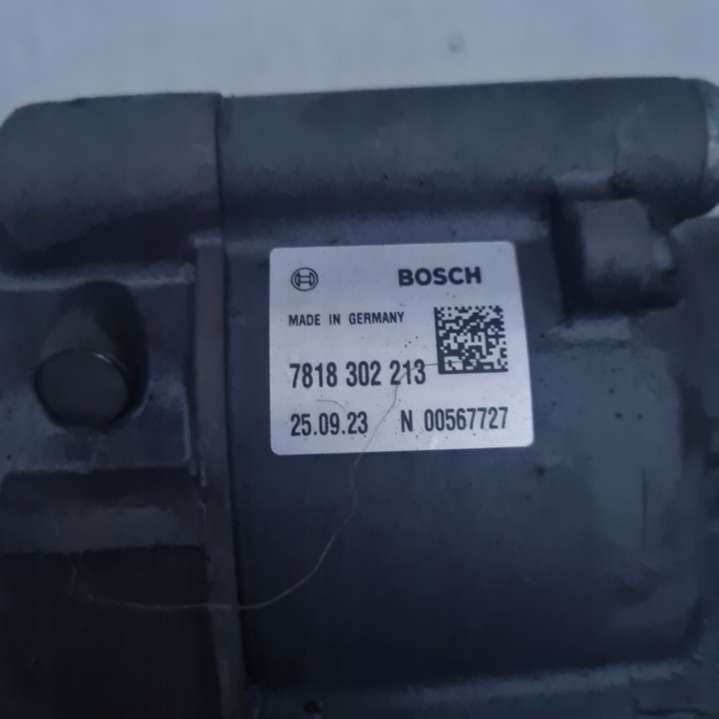 BOSCH
MADE IN GERMANY
7818 302 213
25.09.23 N 00567727